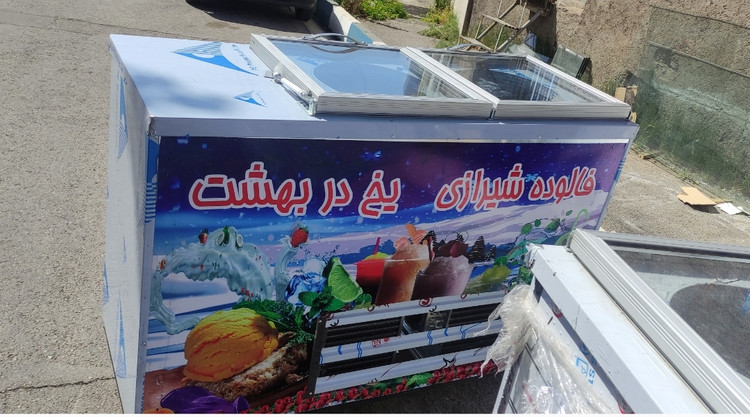 فالوده شیرازی یخ در بهشت